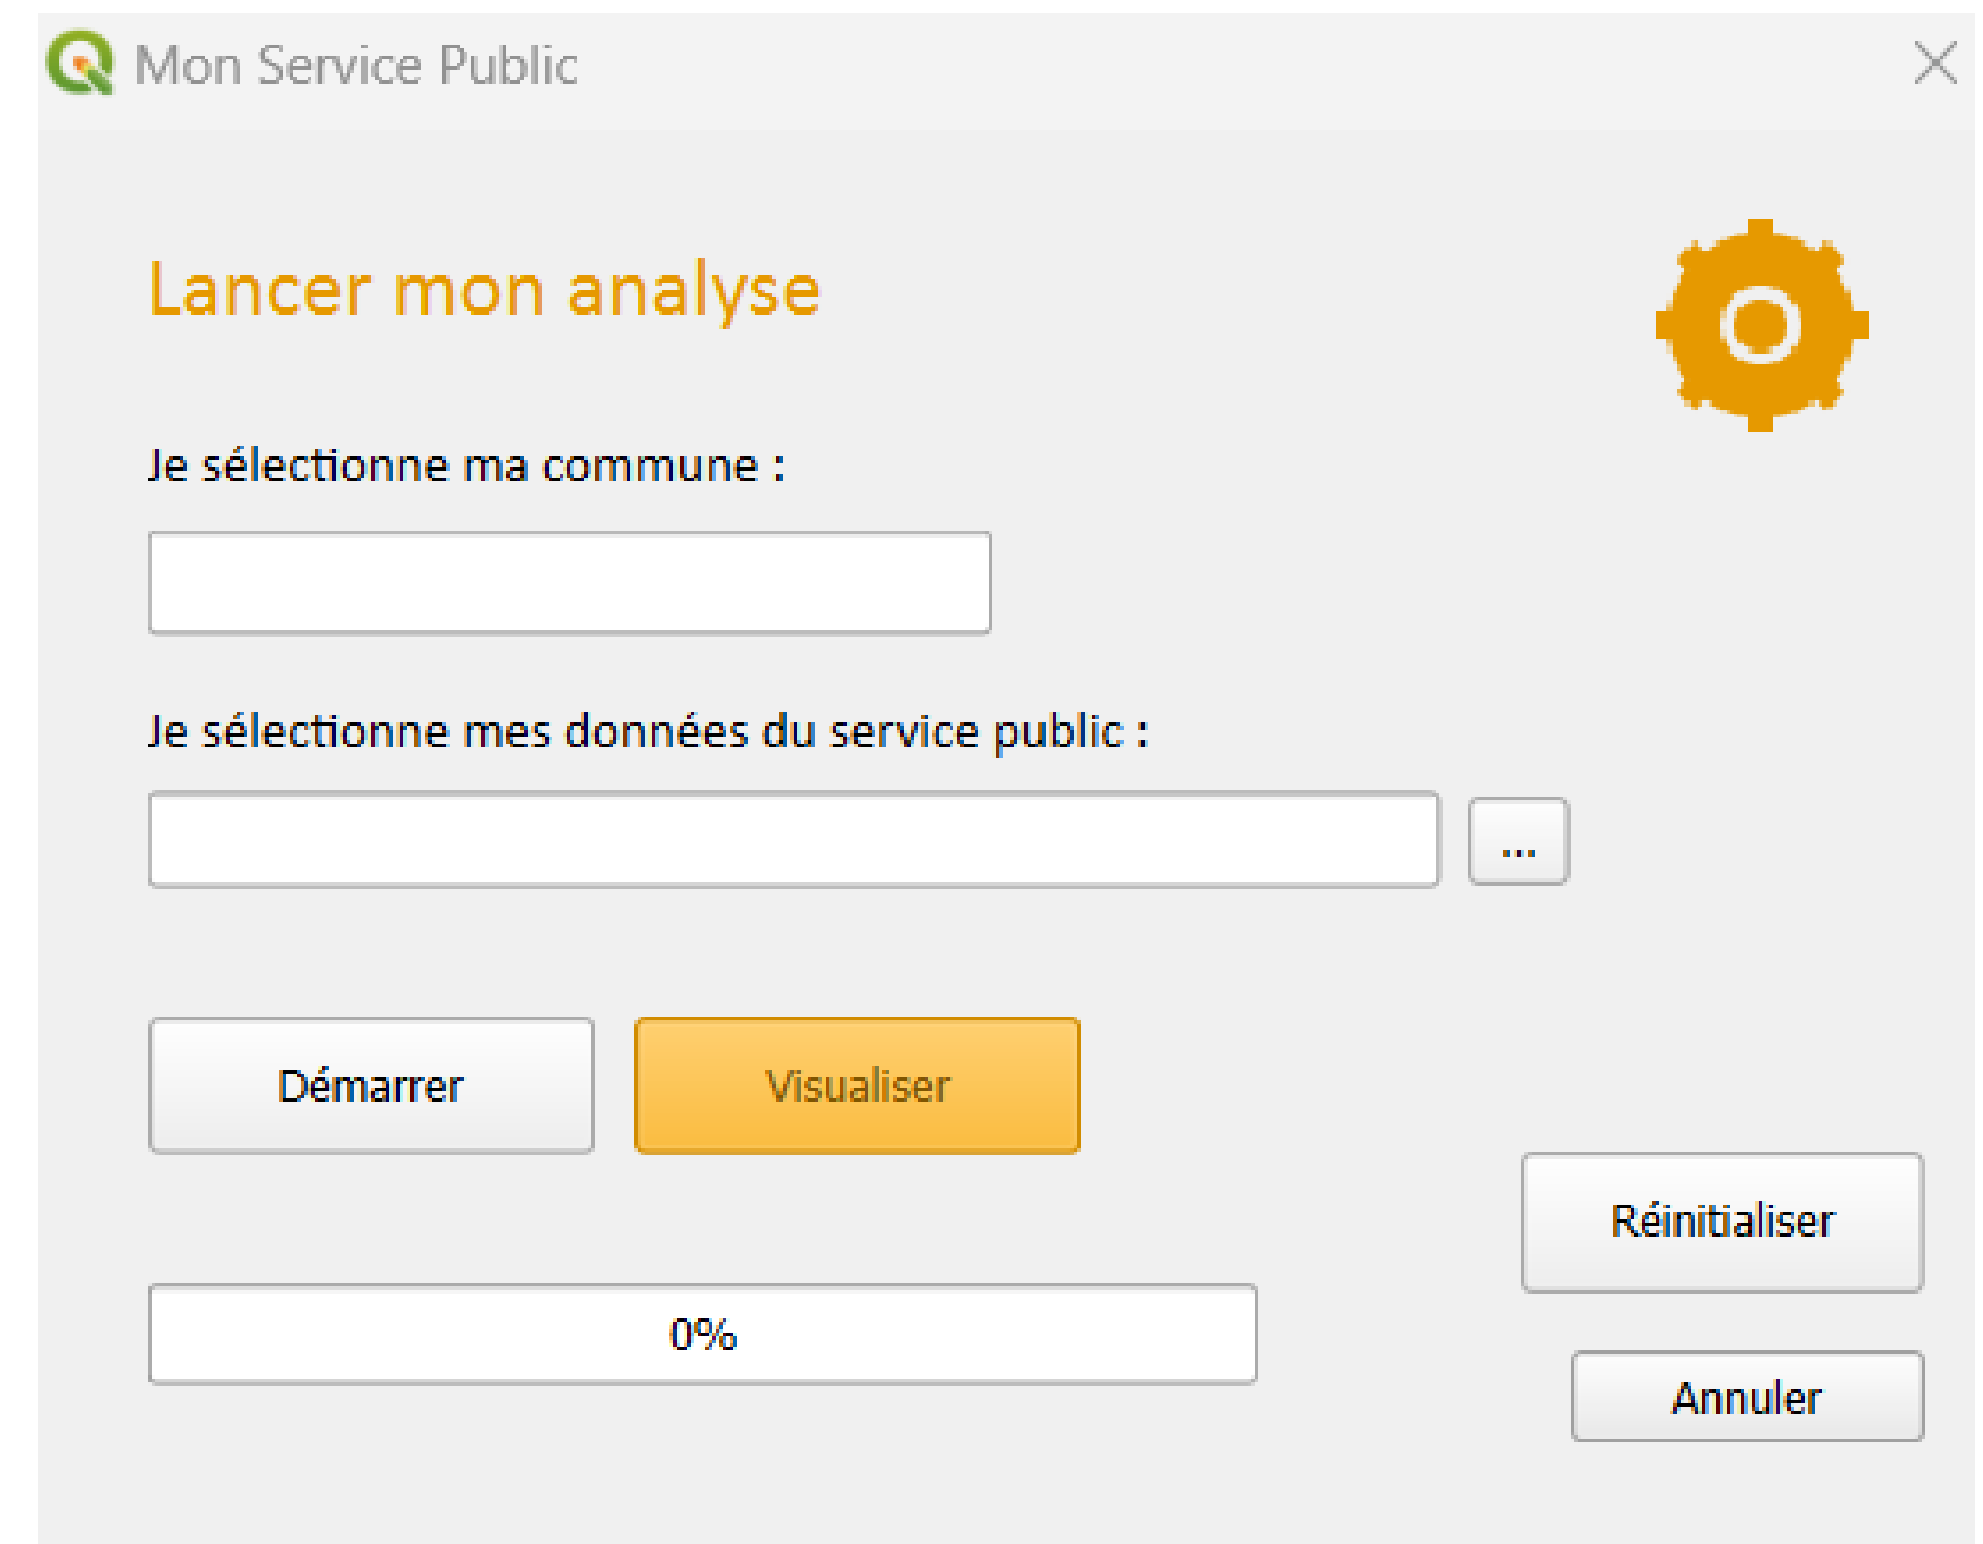 Mon Service Public
Lancer mon analyse
Je sélectionne ma commune :
Je sélectionne mes données du service public :
...
Démarrer
Visualiser
Réinitialiser
0%
Annuler